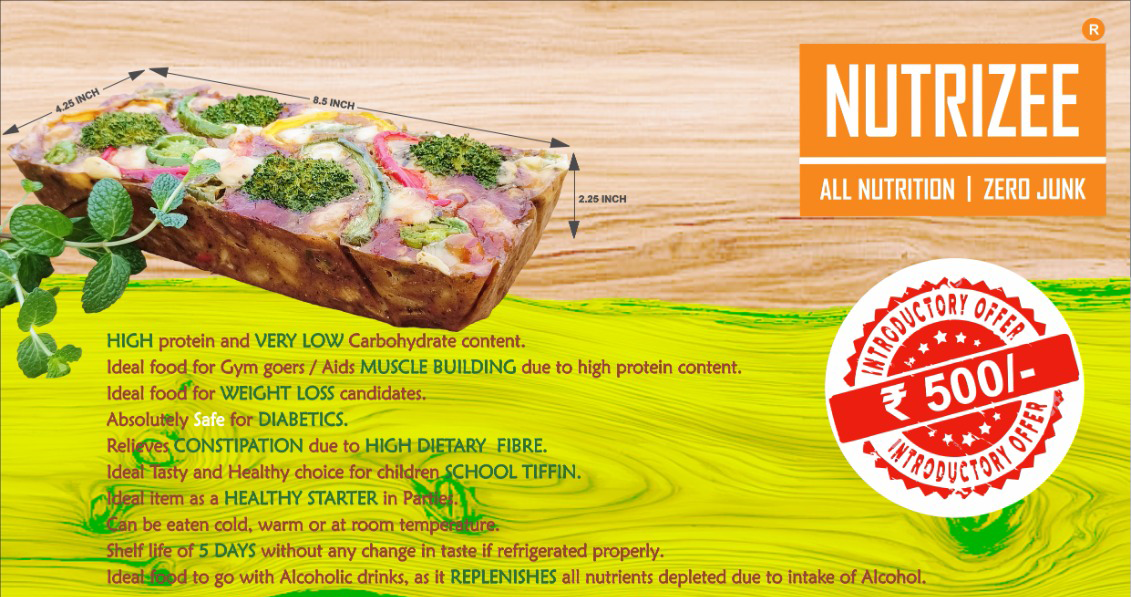 R
NUTRIZEE
ALL NUTRITION | ZERO JUNK
4.25 INCH
8.5 INCH
2.25 INCH
INTRODUCTORY OFFER
₹ 500/-
INTRODUCTORY OFFER
HIGH protein and VERY LOW Carbohydrate content.
Ideal food for Gym goers / Aids MUSCLE BUILDING due to high protein content.
Ideal food for WEIGHT LOSS candidates.
Absolutely Safe for DIABETICS.
Relieves CONSTIPATION due to HIGH DIETARY FIBRE.
Ideal Tasty and Healthy choice for children SCHOOL TIFFIN.
Ideal item as a HEALTHY STARTER in Parties.
Can be eaten cold, warm or at room temperature.
Shelf life of 5 DAYS without any change in taste if refrigerated properly.
Ideal food to go with Alcoholic drinks, as it REPLENISHES all nutrients depleted due to intake of Alcohol.